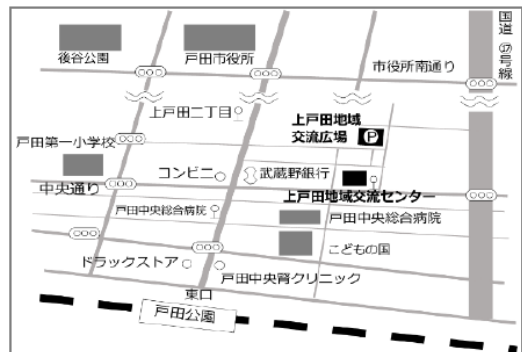 国道⑰号線
後谷公園
戸田市役所
市役所南通り
上戸田二丁目
上戸田地域
交流広場
P
戸田第一小学校
コンビニ
武蔵野銀行
中央通り
上戸田地域交流センター
戸田中央総合病院
戸田中央総合病院
こどもの国
ドラックストア
戸田中央腎クリニック
東口
戸田公園